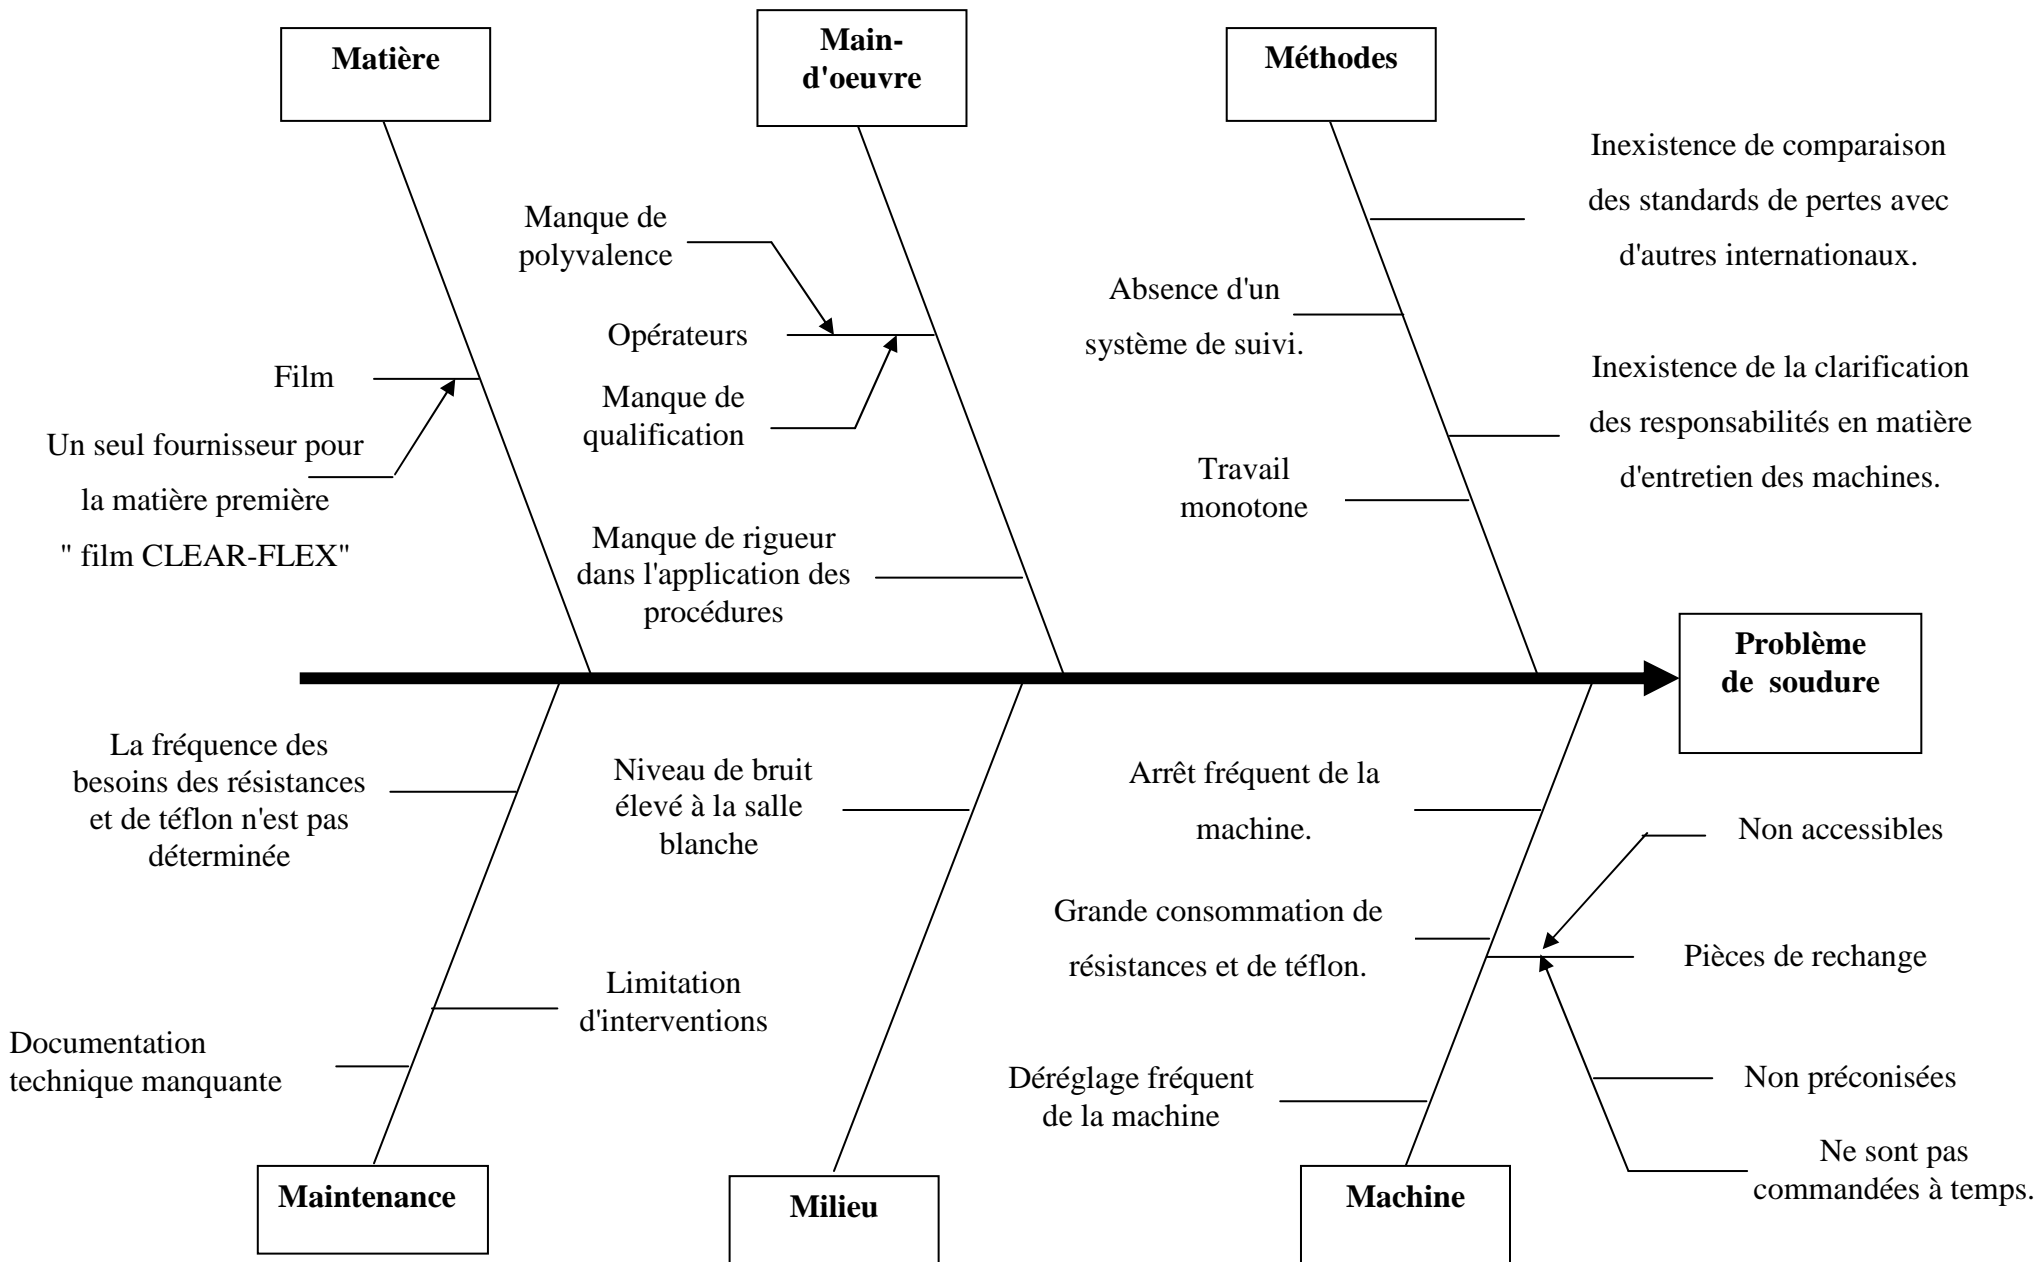 Matière
Main-
d'oeuvre
Méthodes
Film
Un seul fournisseur pour
la matière première
" film CLEAR-FLEX"
Manque de
polyvalence
Opérateurs
Manque de
qualification
Manque de rigueur
dans l'application des
procédures
Absence d'un
système de suivi.
Travail
monotone
Inexistence de comparaison
des standards de pertes avec
d'autres internationaux.
Inexistence de la clarification
des responsabilités en matière
d'entretien des machines.
Problème
de  soudure
La fréquence des
besoins des résistances
et de téflon n'est pas
déterminée
Documentation
technique manquante
Limitation
d'interventions
Niveau de bruit
élevé à la salle
blanche
Arrêt fréquent de la
machine.
Grande consommation de
résistances et de téflon.
Déréglage fréquent
de la machine
Non accessibles
Pièces de rechange
Non préconisées
Ne sont pas
commandées à temps.
Maintenance
Milieu
Machine